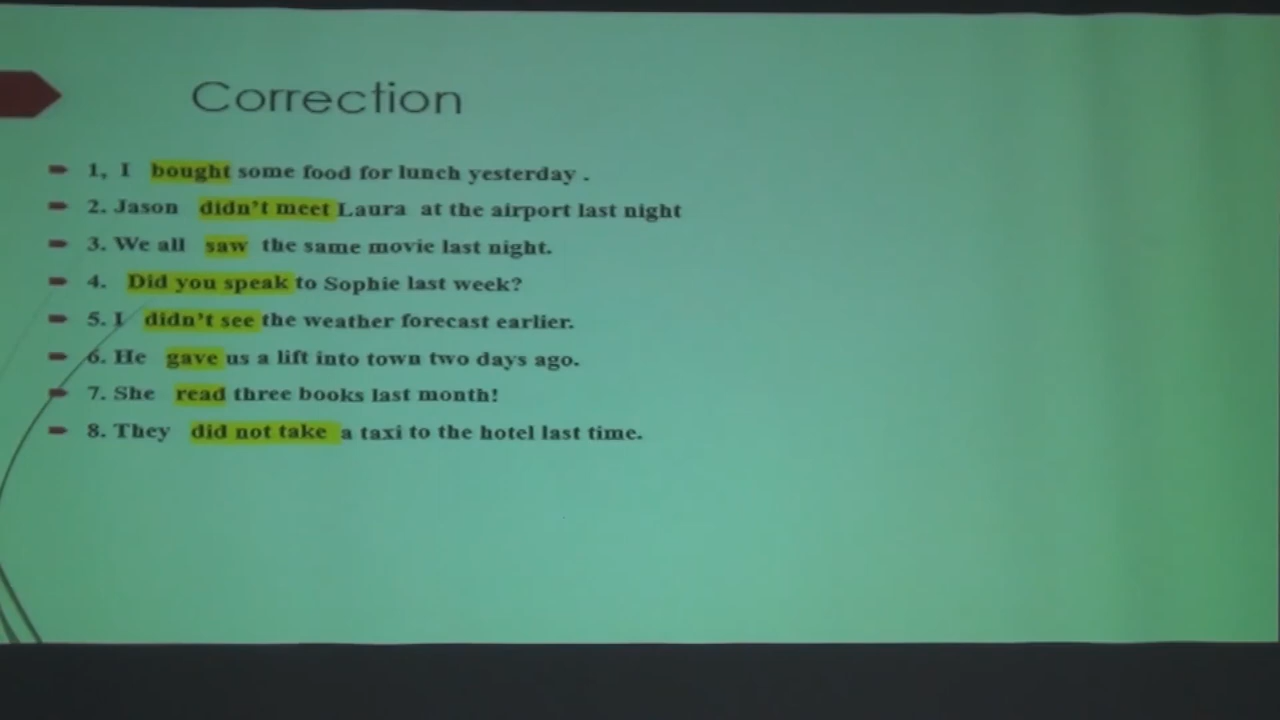 Correction
1, I bought some food for lunch yesterday .
2. Jason didn't meet Laura at the airport last night
3. We all saw the same movie last night.
4. Did you speak to Sophie last week?
5. I didn't see the weather forecast earlier.
6. He gave us a lift into town two days ago.
7. She read three books last month!
8. They did not take a taxi to the hotel last time.